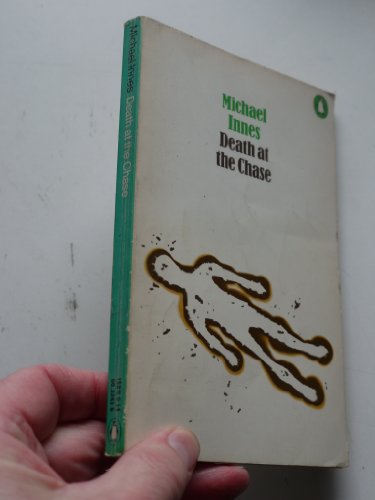 Michael
Innes
Death at
the Chase
Michael Innes Death at the Chase